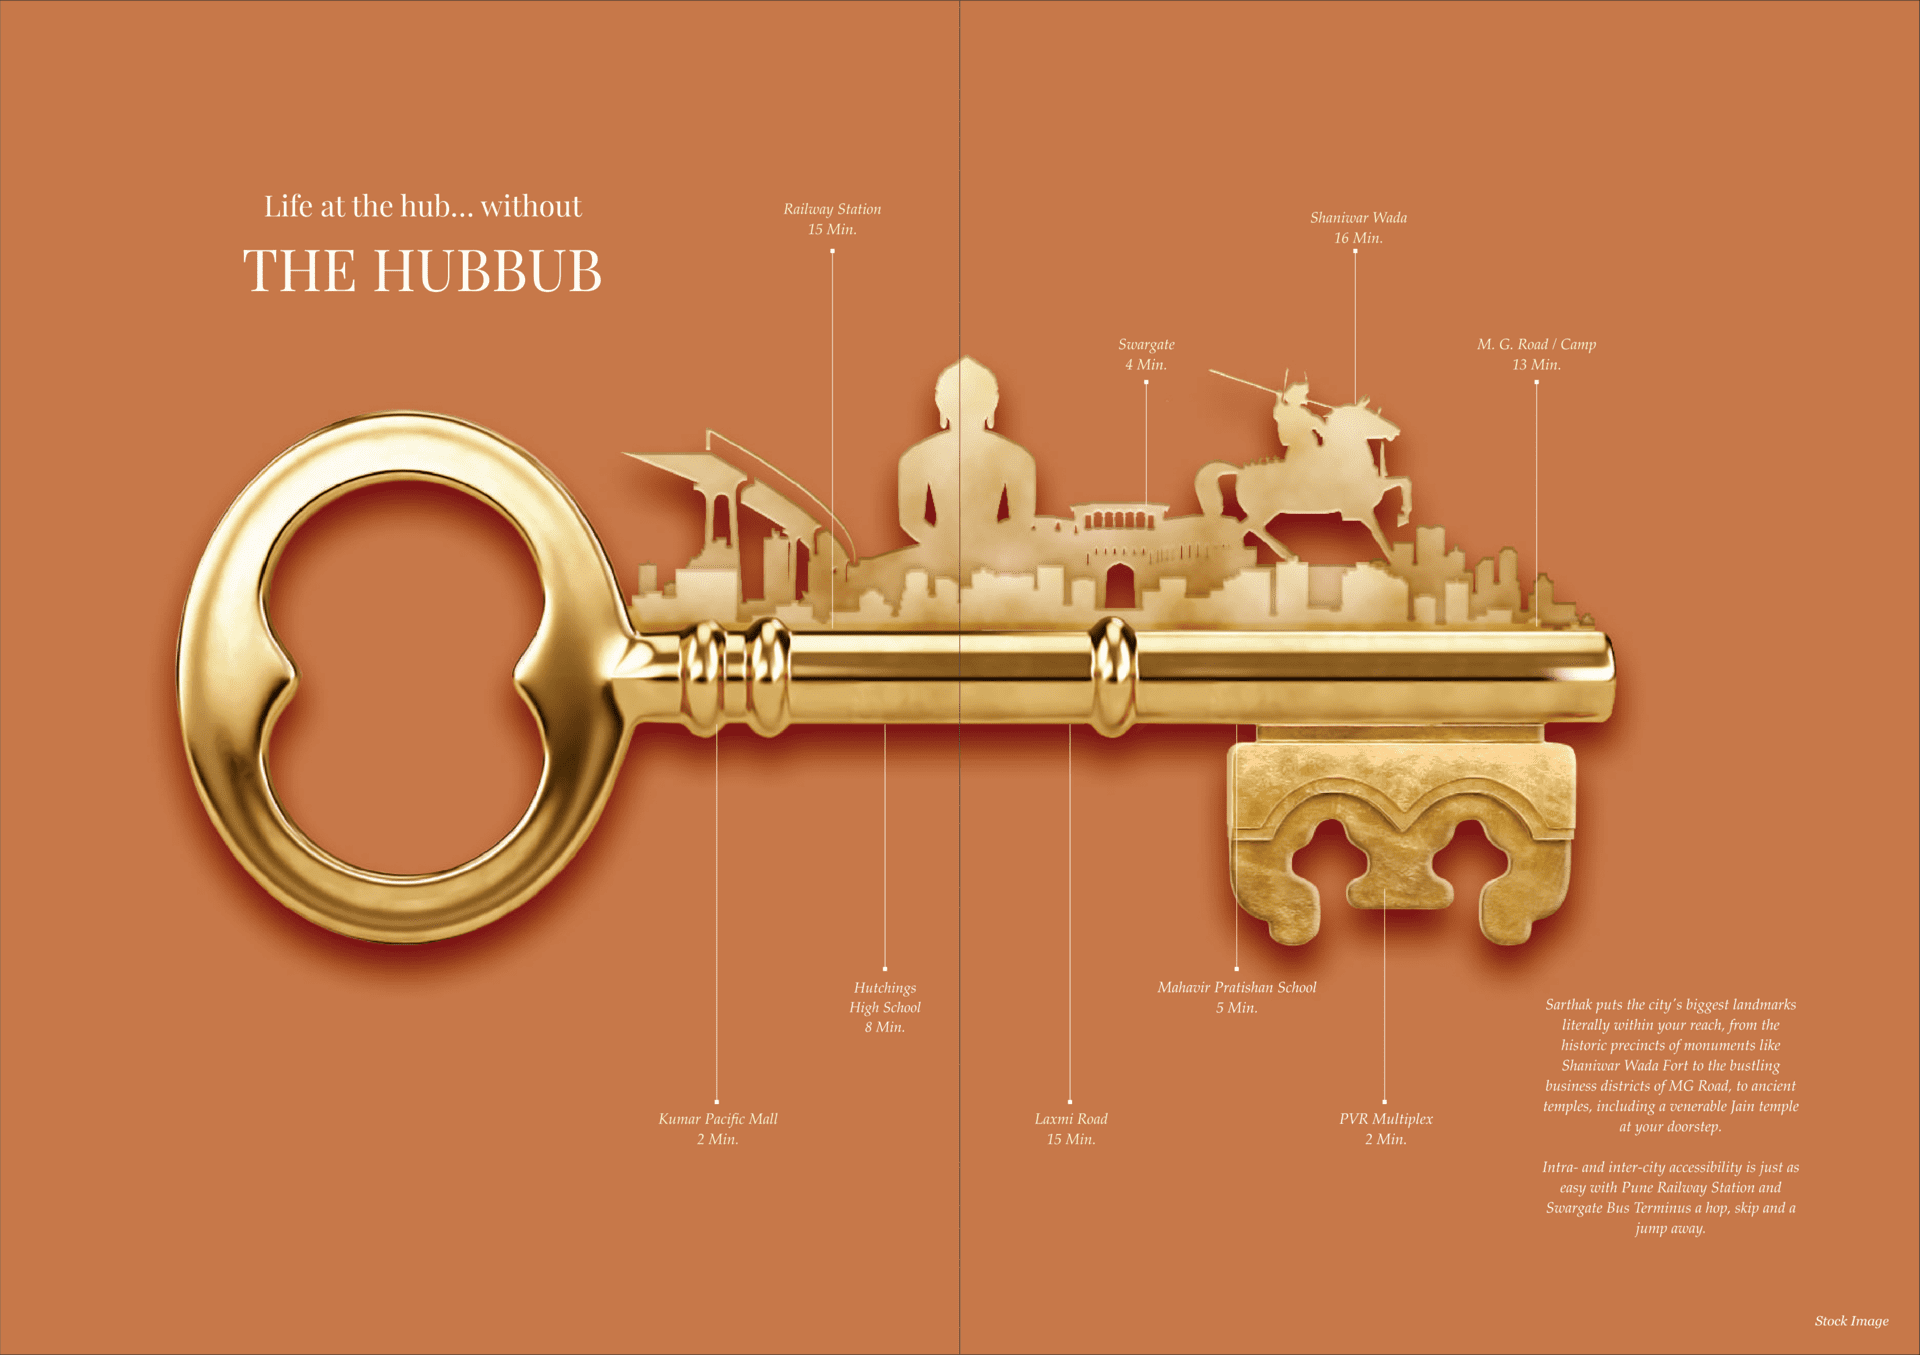 Life at the hub... without
THE HUBBUB
Railway Station
15 Min.
Shaniwar Wada
16 Min.
Swargate
4 Min.
M. G. Road / Camp
13 Min.
Hutchings
High School
8 Min.
Mahavir Pratishan School
5 Min.
Kumar Pacific Mall
2 Min.
Laxmi Road
15 Min.
PVR Multiplex
2 Min.
Sarthak puts the city's biggest landmarks
literally within your reach, from the
historic precincts of monuments like
Shaniwar Wada Fort to the bustling
business districts of MG Road, to ancient
temples, including a venerable Jain temple
at your doorstep.
Intra- and inter-city accessibility is just as
easy with Pune Railway Station and
Swargate Bus Terminus a hop, skip and a
jump away.
Stock Image